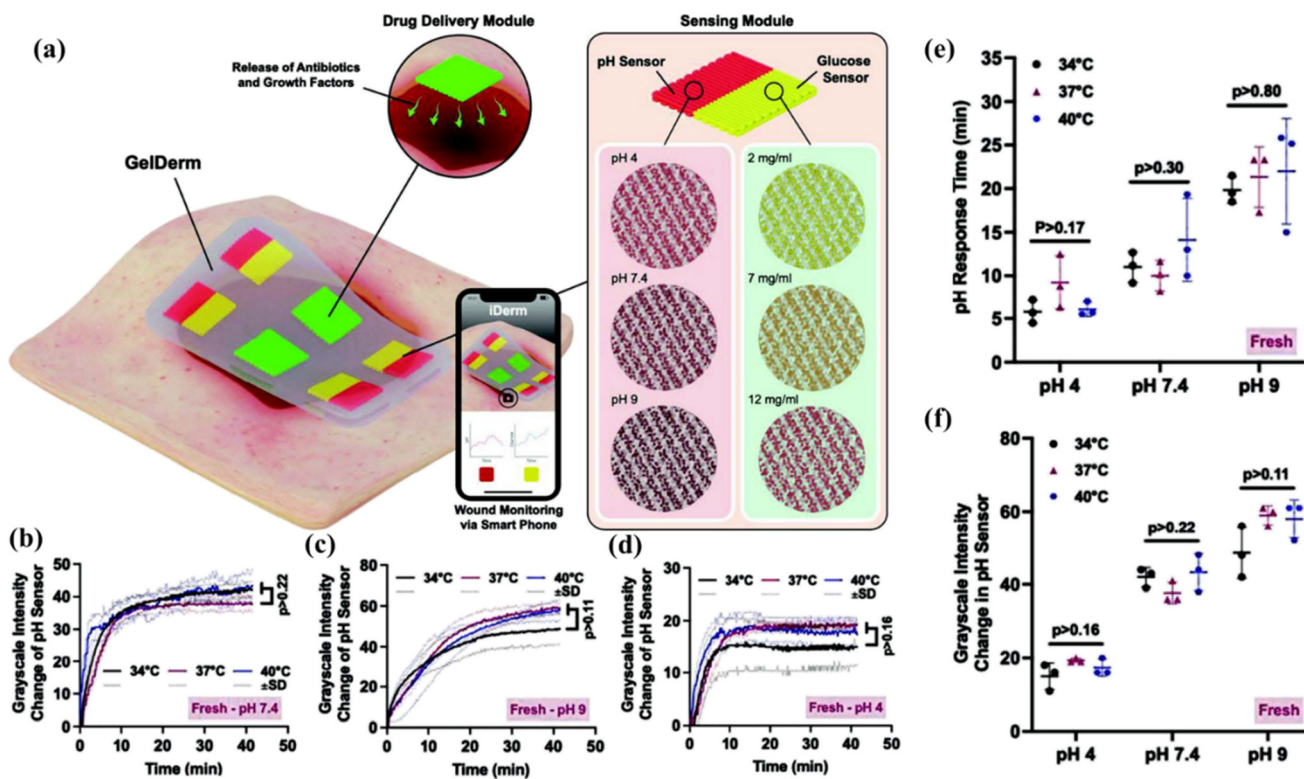 (a)
Drug Delivery Module
Release of Antibiotics
and Growth Factors
GelDerm
iDerm
Wound Monitoring
via Smart Phone
Sensing Module
pH Sensor
Glucose
Sensor
pH 4
2 mg/ml
pH 7.4
7 mg/ml
pH 9
12 mg/ml
(b)
Grayscale Intensity
Change of pH Sensor
50
40
30
20
10
0
0 10 20 30 40 50
34°C 37°C 40°C
±SD
p>0.22
Fresh - pH 7.4
Time (min)
(c)
Grayscale Intensity
Change of pH Sensor
80
60
40
20
0
0 10 20 30 40 50
34°C 37°C 40°C
±SD
p>0.11
Fresh - pH 9
Time (min)
(d)
Grayscale Intensity
Change of pH Sensor
30
20
10
0
0 10 20 30 40 50
34°C 37°C 40°C
±SD
p>0.16
Fresh - pH 4
Time (min)
(e)
pH Response Time (min)
35
30
25
20
15
10
5
0
34°C
37°C
40°C
P>0.17
p>0.30
p>0.80
Fresh
pH 4 pH 7.4 pH 9
(f)
Grayscale Intensity
Change in pH Sensor
80
60
40
20
0
34°C
37°C
40°C
p>0.16
p>0.22
p>0.11
Fresh
pH 4 pH 7.4 pH 9